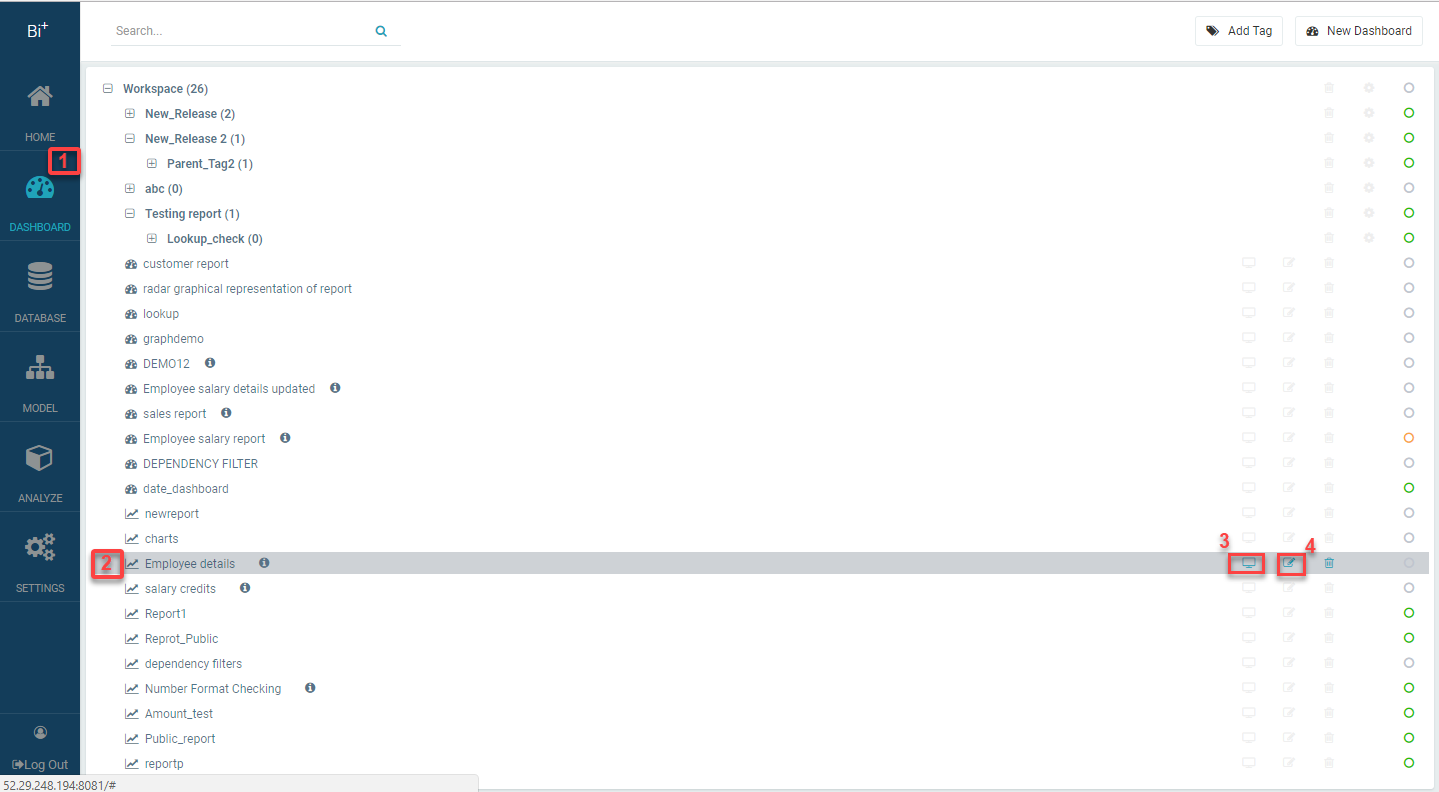 Bi+
Search...
Add Tag
New Dashboard
HOME
1
DASHBOARD
DATABASE
MODEL
ANALYZE
SETTINGS
Log Out
Workspace (26)
New_Release (2)
New_Release 2 (1)
Parent_Tag2 (1)
abc (0)
Testing report (1)
Lookup_check (0)
customer report
radar graphical representation of report
lookup
graphdemo
DEMO12
Employee salary details updated
sales report
Employee salary report
DEPENDENCY FILTER
date_dashboard
newreport
charts
2 Employee details 3 4
salary credits
Report1
Reprot_Public
dependency filters
Number Format Checking
Amount_test
Public_report
reportp
52.29.248.194:8081/#